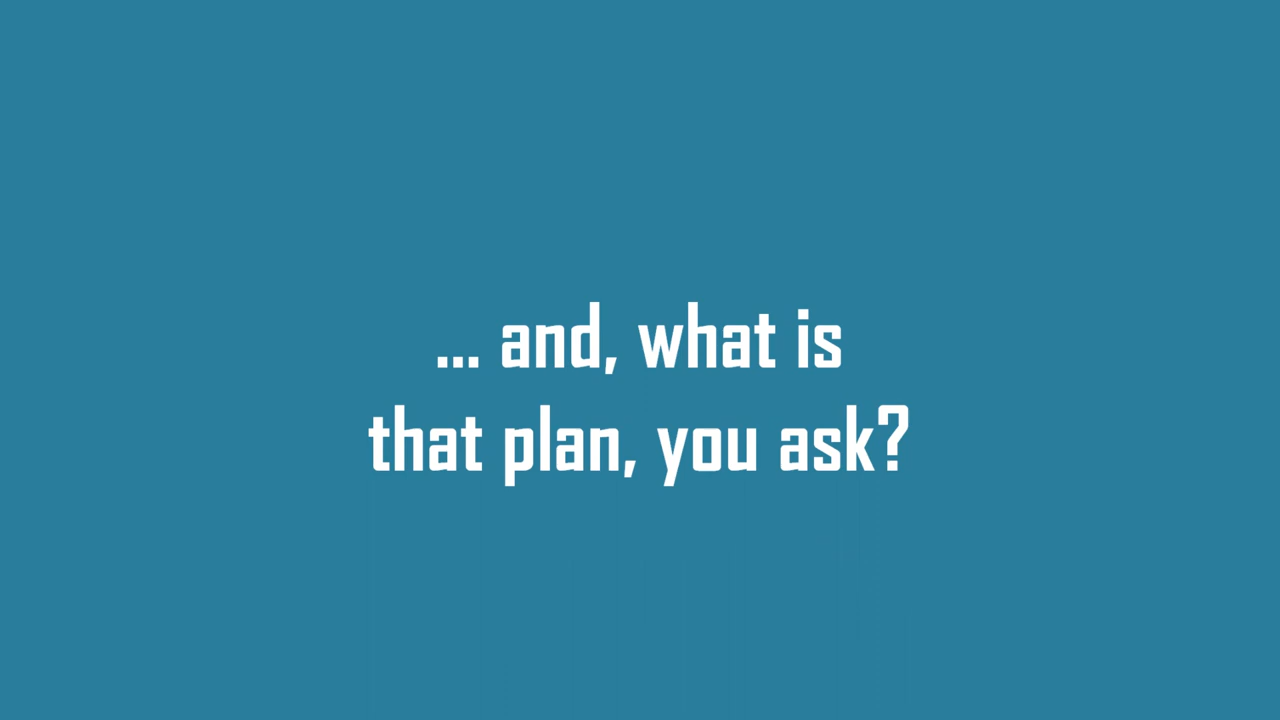 ... and, what is
that plan, you ask?